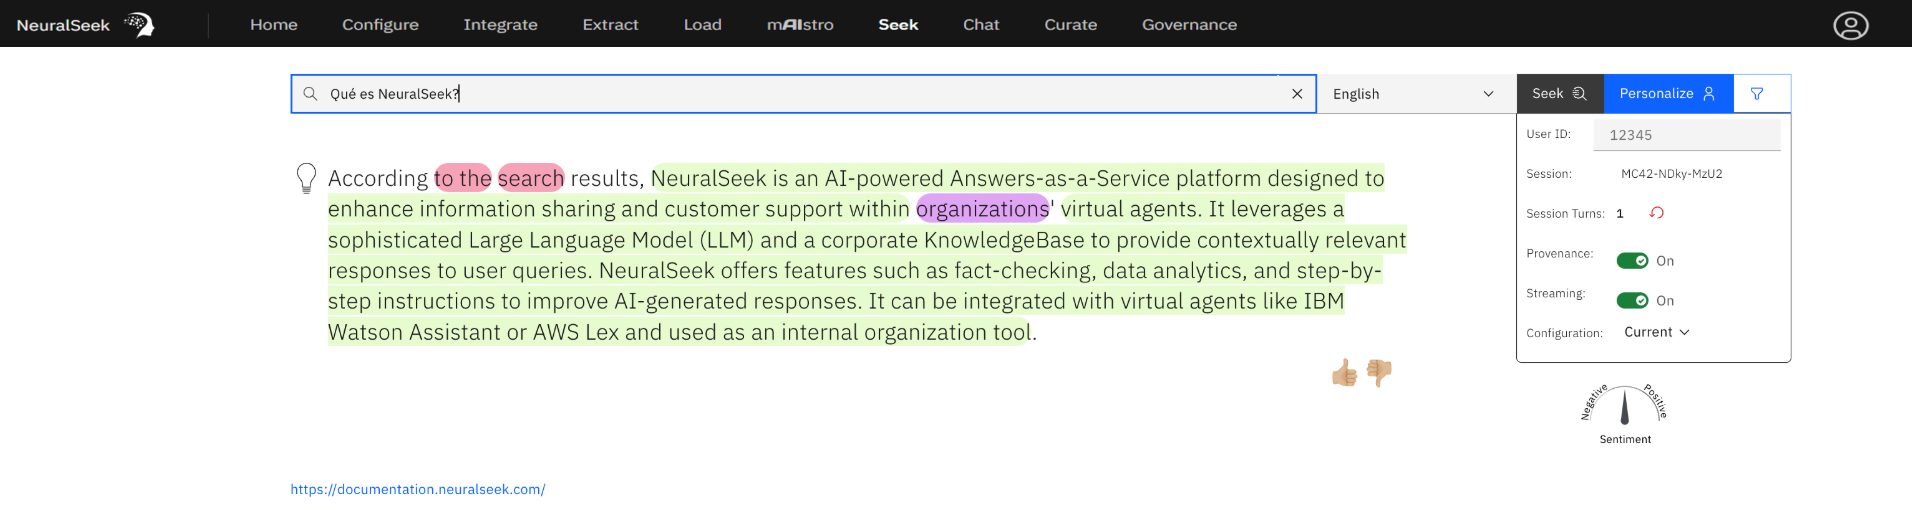 NeuralSeek Home Configure Integrate Extract Load mAIstro Seek Chat Curate Governance
Qué es NeuralSeek? English Seek Personalize
User ID: 12345
Session: MC42-NDky-MzU2
Session Turns: 1
Provenance: On
Streaming: On
Configuration: Current
According to the search results, NeuralSeek is an AI-powered Answers-as-a-Service platform designed to
enhance information sharing and customer support within organizations' virtual agents. It leverages a
sophisticated Large Language Model (LLM) and a corporate KnowledgeBase to provide contextually relevant
responses to user queries. NeuralSeek offers features such as fact-checking, data analytics, and step-by-
step instructions to improve AI-generated responses. It can be integrated with virtual agents like IBM
Watson Assistant or AWS Lex and used as an internal organization tool.
Negative Positive
Sentiment
https://documentation.neuralseek.com/